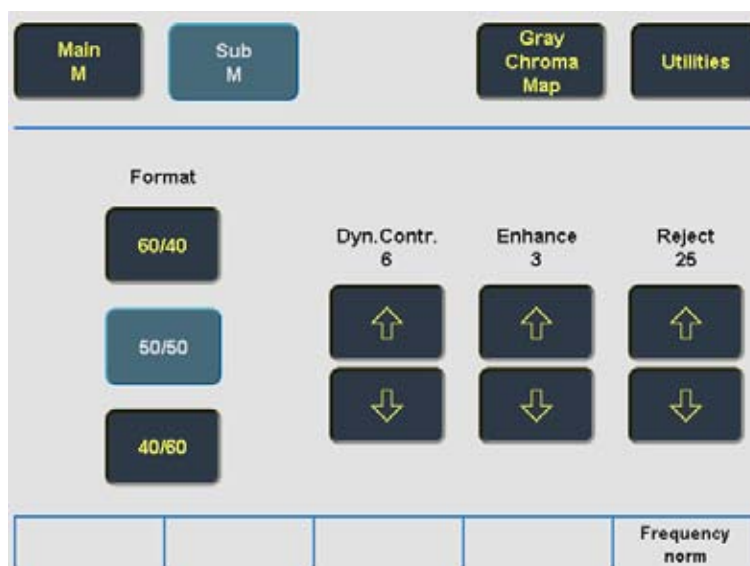 Main
M
Sub
M
Gray
Chroma
Map
Utilities
Format
60/40
50/50
40/60
Dyn.Contr.
6
Enhance
3
Reject
25
Frequency
norm